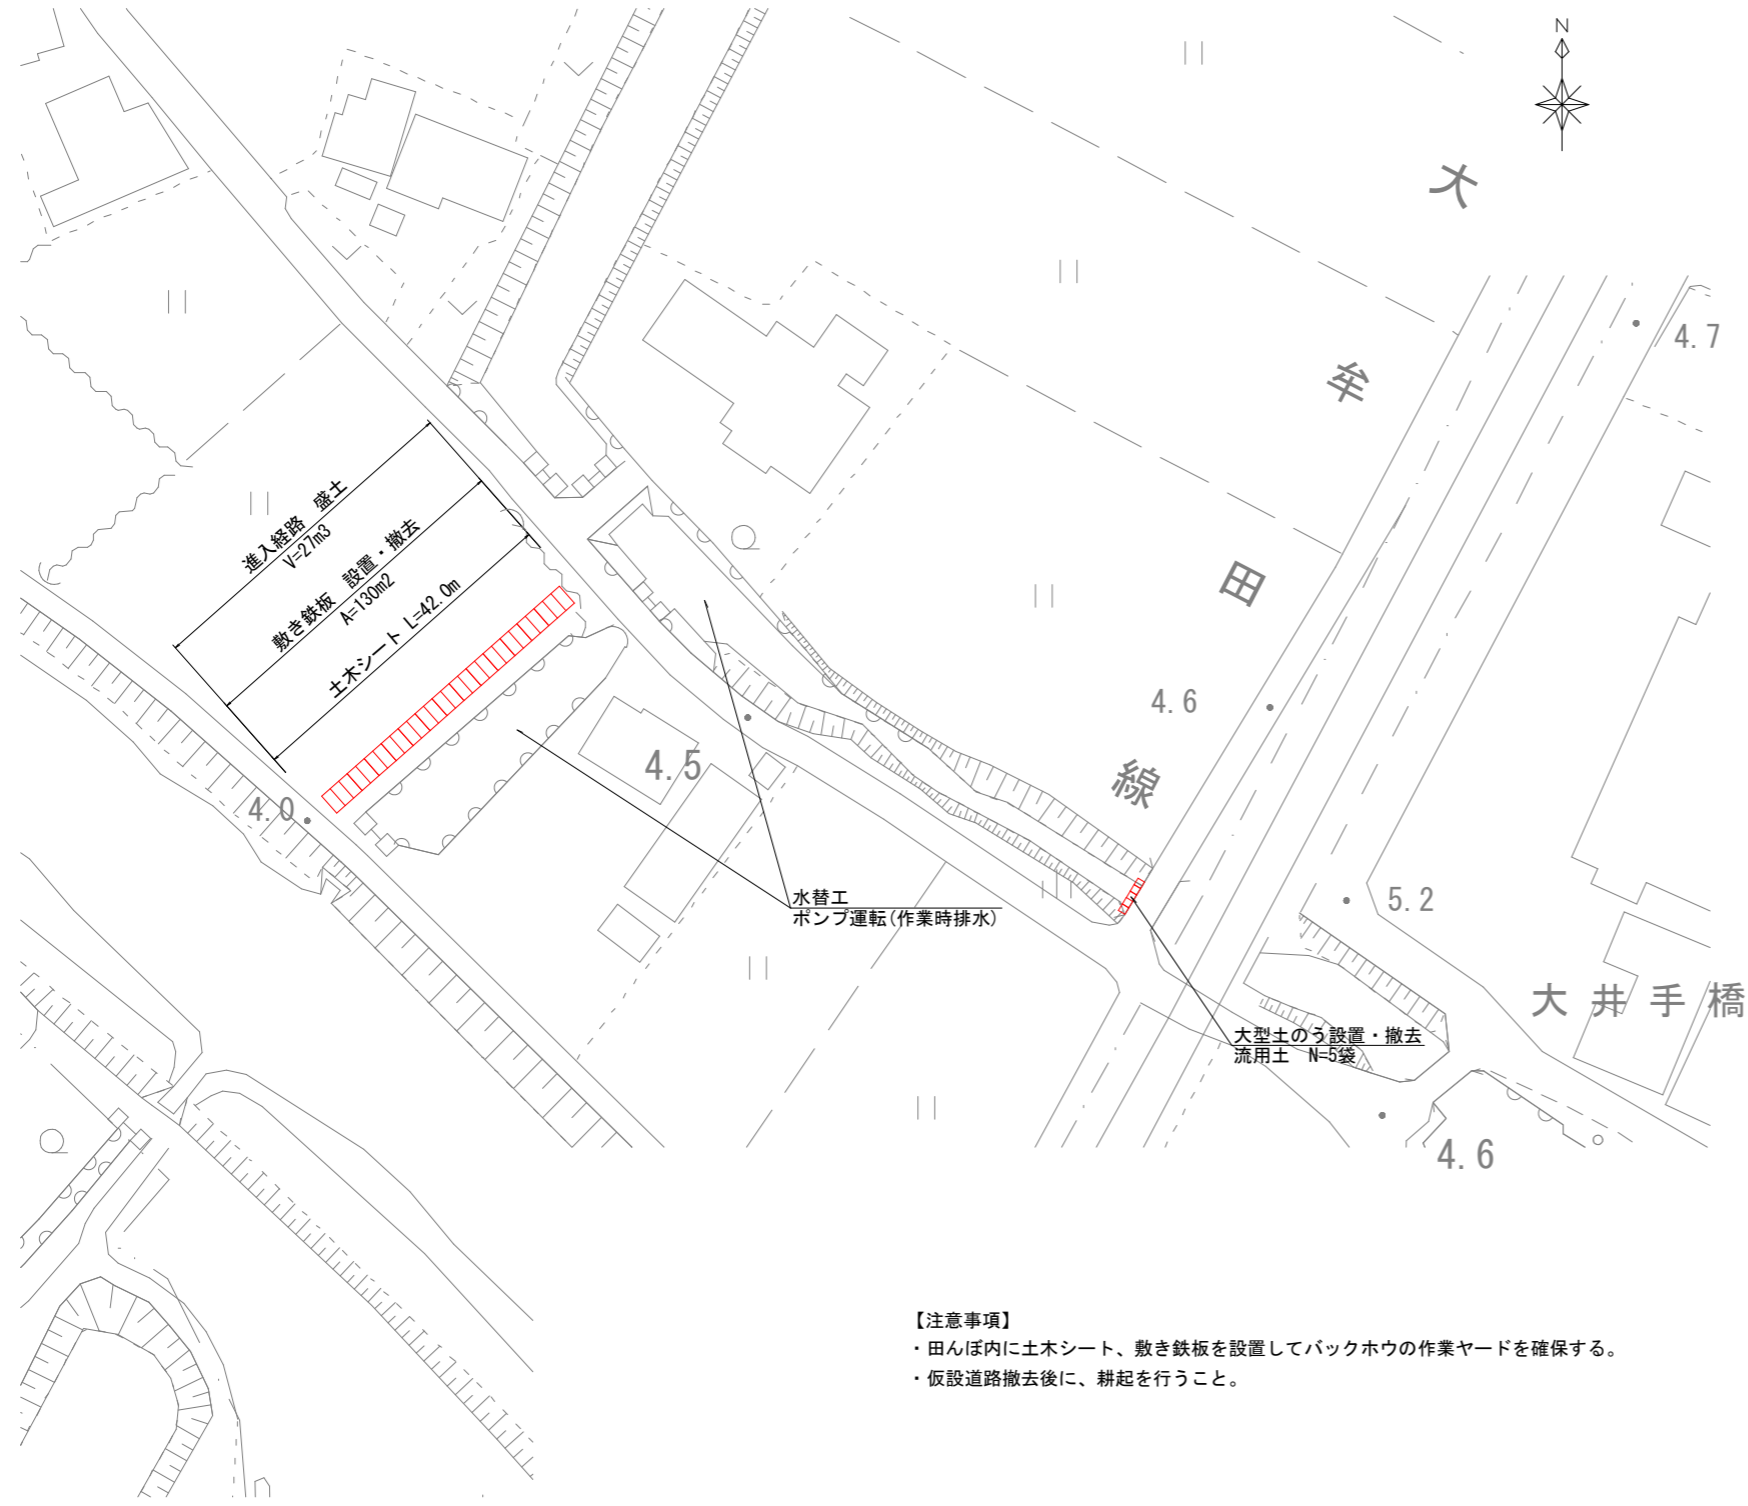 N
大牟田線
4.7
進入経路 盛土
V=27m3
敷き鉄板 設置・撤去
A=130m2
土木シート L=42.0m
4.6
4.5
4.0
水替工
ポンプ運転(作業時排水)
5.2
大井手橋
大型土のう設置・撤去
流用土 N=5袋
4.6
【注意事項】
・田んぼ内に土木シート、敷き鉄板を設置してバックホウの作業ヤードを確保する。
・仮設道路撤去後に、耕起を行うこと。